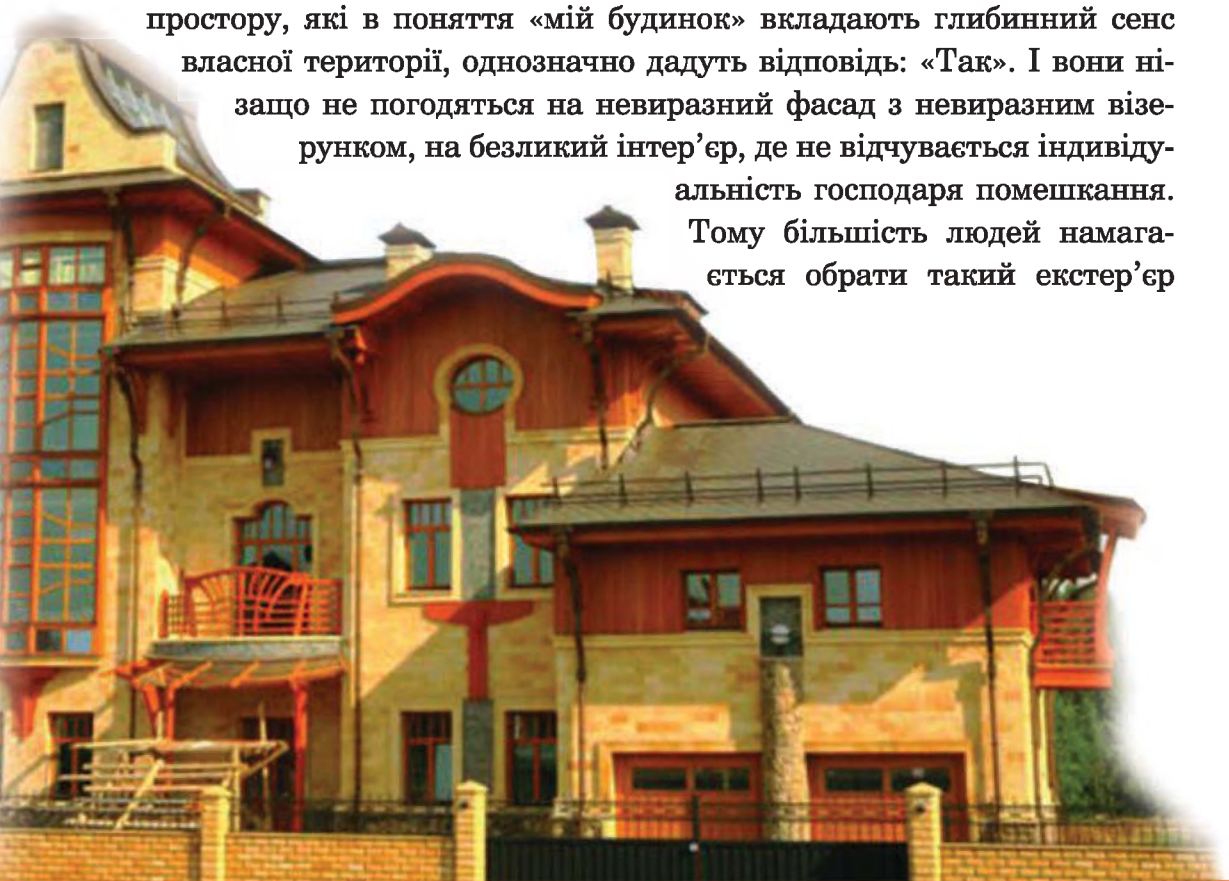 простору, які в поняття «мій будинок» вкладають глибинний сенс
власної території, однозначно дадуть відповідь: «Так». І вони ні-
защо не погодяться на невиразний фасад з невиразним візе-
рунком, на безликий інтер’єр, де не відчувається індивіду-
альність господаря помешкання.
Тому більшість людей намага-
ється обрати такий екстер’єр